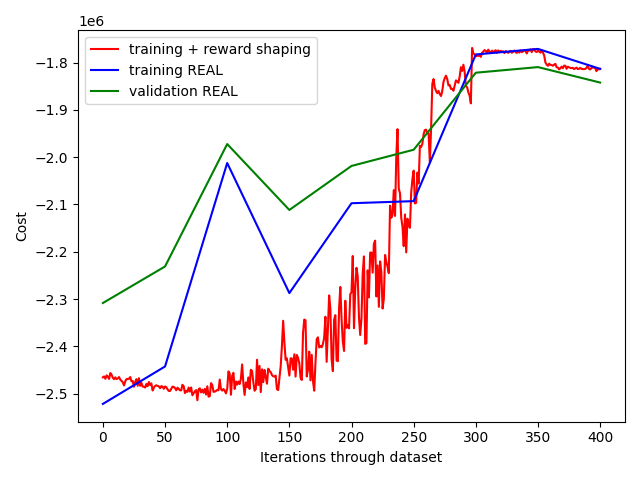 1e6
training + reward shaping
training REAL
validation REAL
Cost
−1.8
−1.9
−2.0
−2.1
−2.2
−2.3
−2.4
−2.5
0 50 100 150 200 250 300 350 400
Iterations through dataset